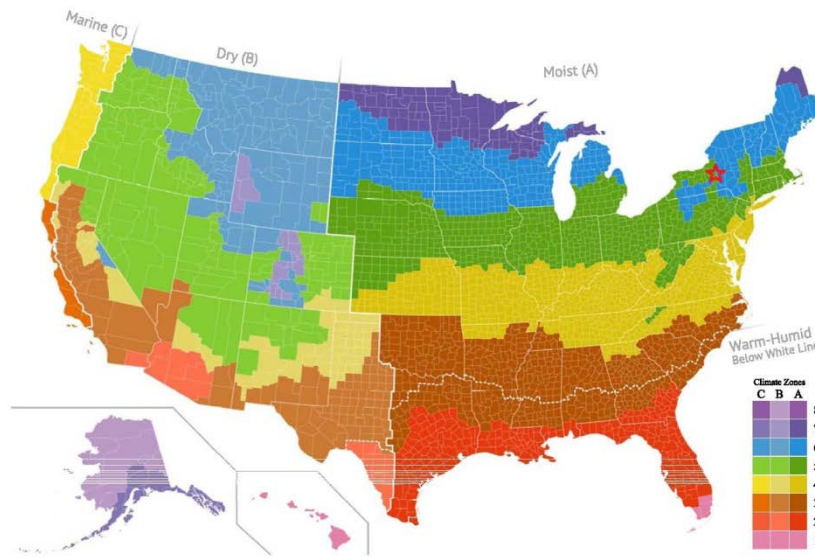 Marine (C)
Dry (B)
Moist (A)
Warm-Humid
Below White Line
Climate Zones
C B A